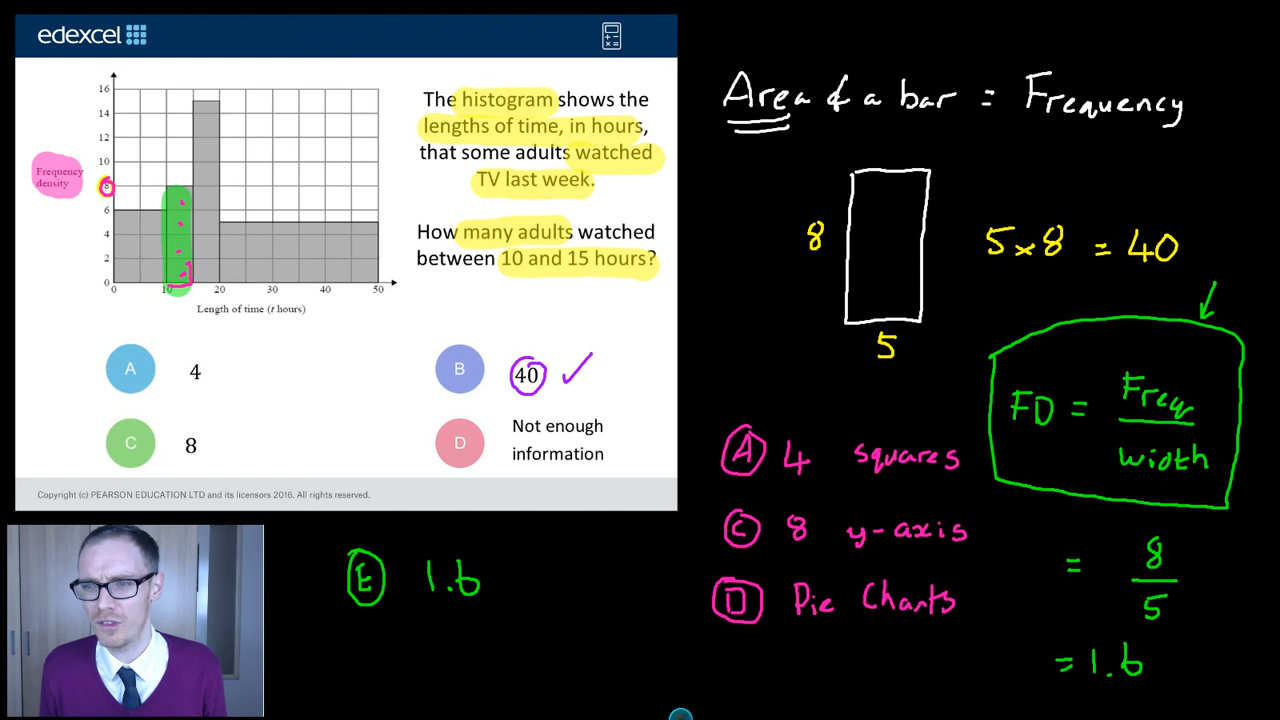 edexcel
16
14
12
10
8
6
4
2
0
Frequency
density
0
10
20
30
40
50
Length of time (t hours)
The histogram shows the
lengths of time, in hours,
that some adults watched
TV last week.
How many adults watched
between 10 and 15 hours?
A 4
B 40
C 8
D Not enough
information
Copyright (c) PEARSON EDUCATION LTD and its licensors 2016. All rights reserved.
Area of a bar = Frequency
8
5
5 x 8 = 40
FD = Freq
width
= 8
5
= 1.6
A 4 squares
C 8 y-axis
D Pie Charts
E 1.6